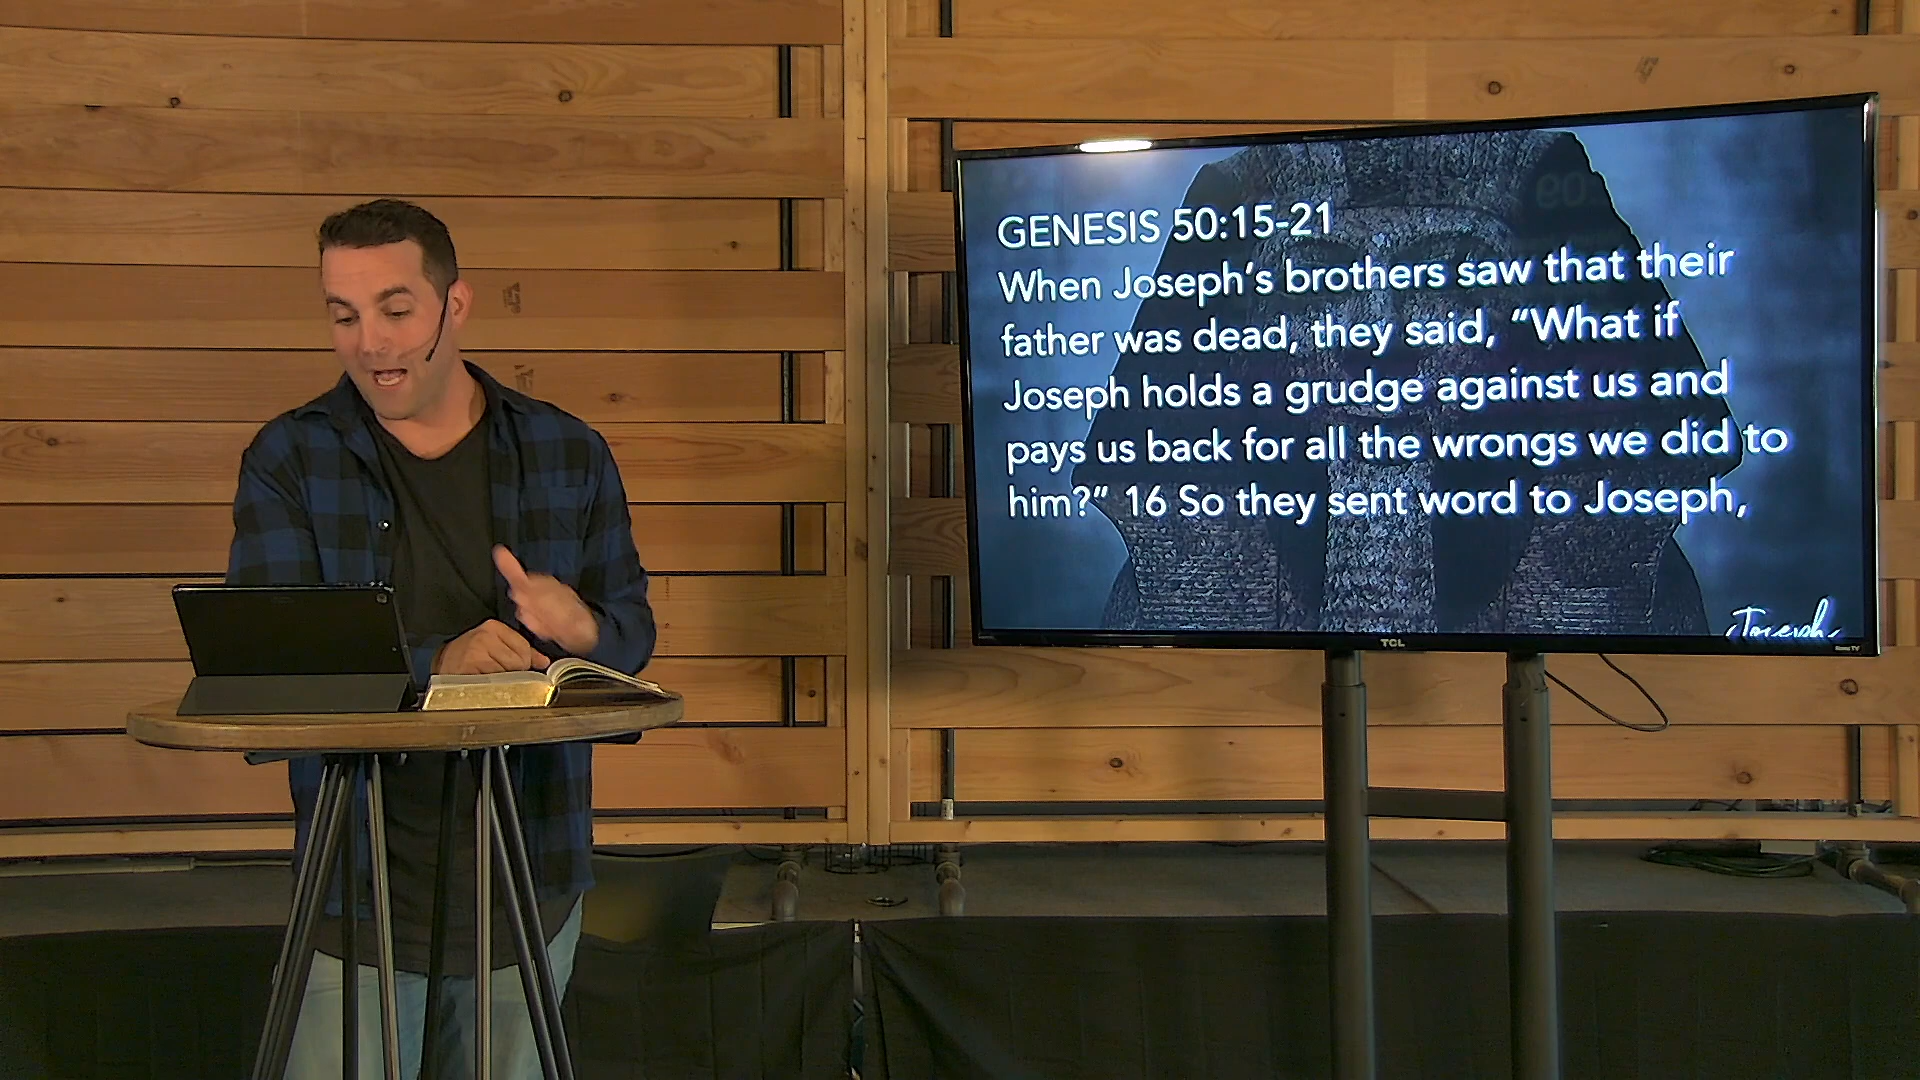 GENESIS 50:15-21
When Joseph's brothers saw that their
father was dead, they said, “What if
Joseph holds a grudge against us and
pays us back for all the wrongs we did to
him?” 16 So they sent word to Joseph,
Joseph
TCL
Roku TV